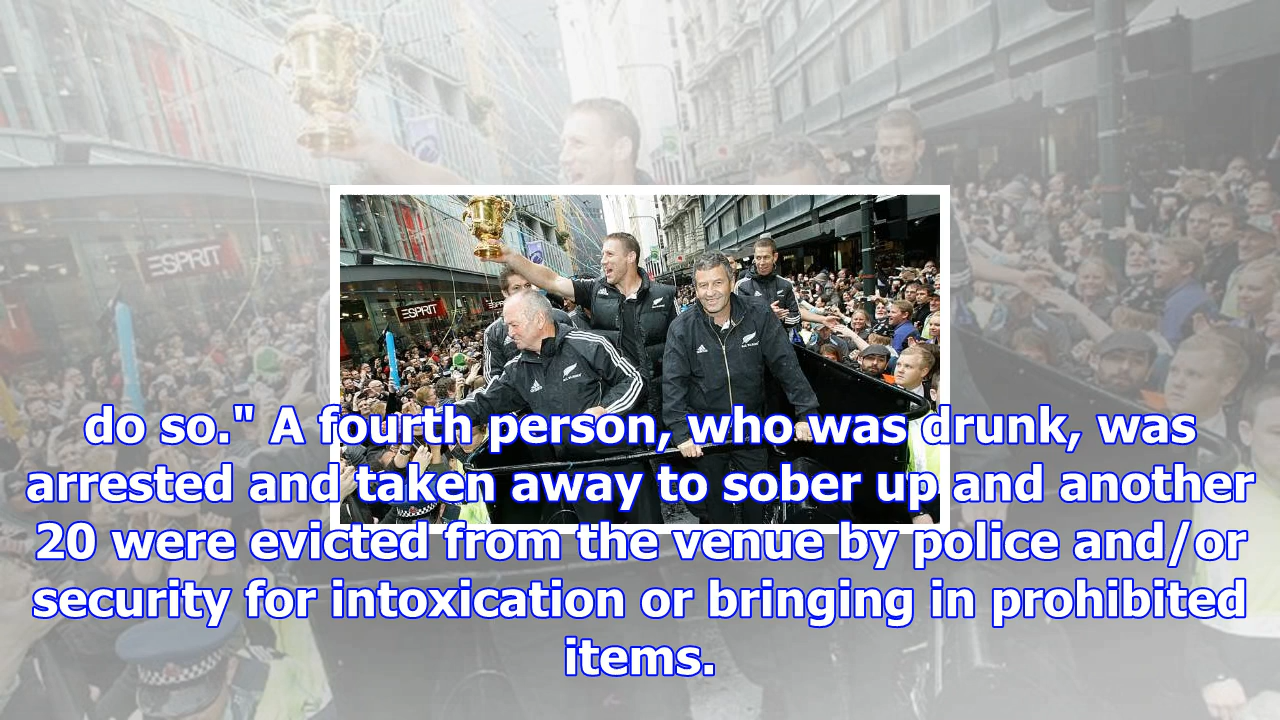 ESPRIT
ESPRIT
do so." A fourth person, who was drunk, was
arrested and taken away to sober up and another
20 were evicted from the venue by police and/or
security for intoxication or bringing in prohibited
items.